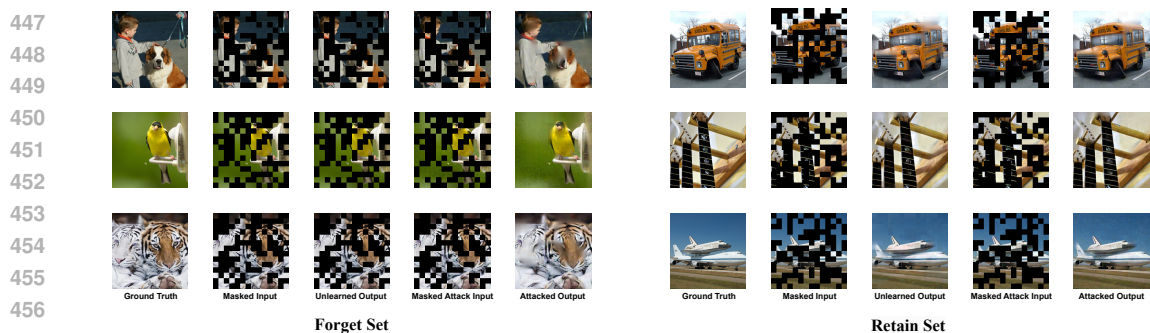 447
448
449
450
451
452
453
454
455
456
Ground Truth Masked Input Unlearned Output Masked Attack Input Attacked Output
Ground Truth Masked Input Unlearned Output Masked Attack Input Attacked Output
Forget Set
Retain Set